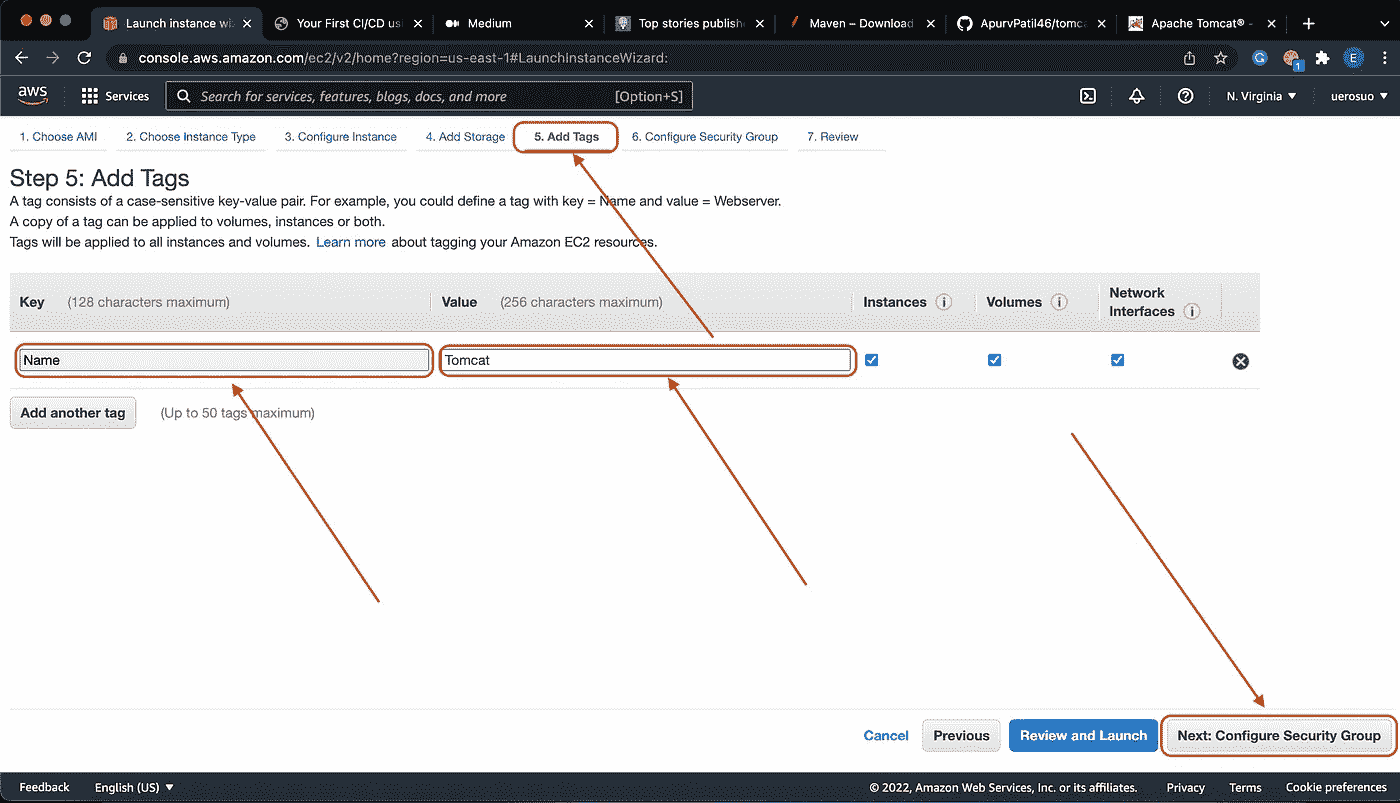 Launch instance wi
Your First CI/CD us
Medium
Top stories publish
Maven – Download
ApurvPatil46/tomc
Apache Tomcat® -
console.aws.amazon.com/ec2/v2/home?region=us-east-1#LaunchInstanceWizard:
G
1
E
aws
Services
Search for services, features, blogs, docs, and more
[Option+S]
N. Virginia
uerosuo
1. Choose AMI
2. Choose Instance Type
3. Configure Instance
4. Add Storage
5. Add Tags
6. Configure Security Group
7. Review
Step 5: Add Tags
A tag consists of a case-sensitive key-value pair. For example, you could define a tag with key = Name and value = Webserver.
A copy of a tag can be applied to volumes, instances or both.
Tags will be applied to all instances and volumes. Learn more about tagging your Amazon EC2 resources.
Key (128 characters maximum)
Value (256 characters maximum)
Instances
Volumes
Network
Interfaces
Name
Tomcat
Add another tag
(Up to 50 tags maximum)
Cancel
Previous
Review and Launch
Next: Configure Security Group
Feedback
English (US)
© 2022, Amazon Web Services, Inc. or its affiliates.
Privacy
Terms
Cookie preferences